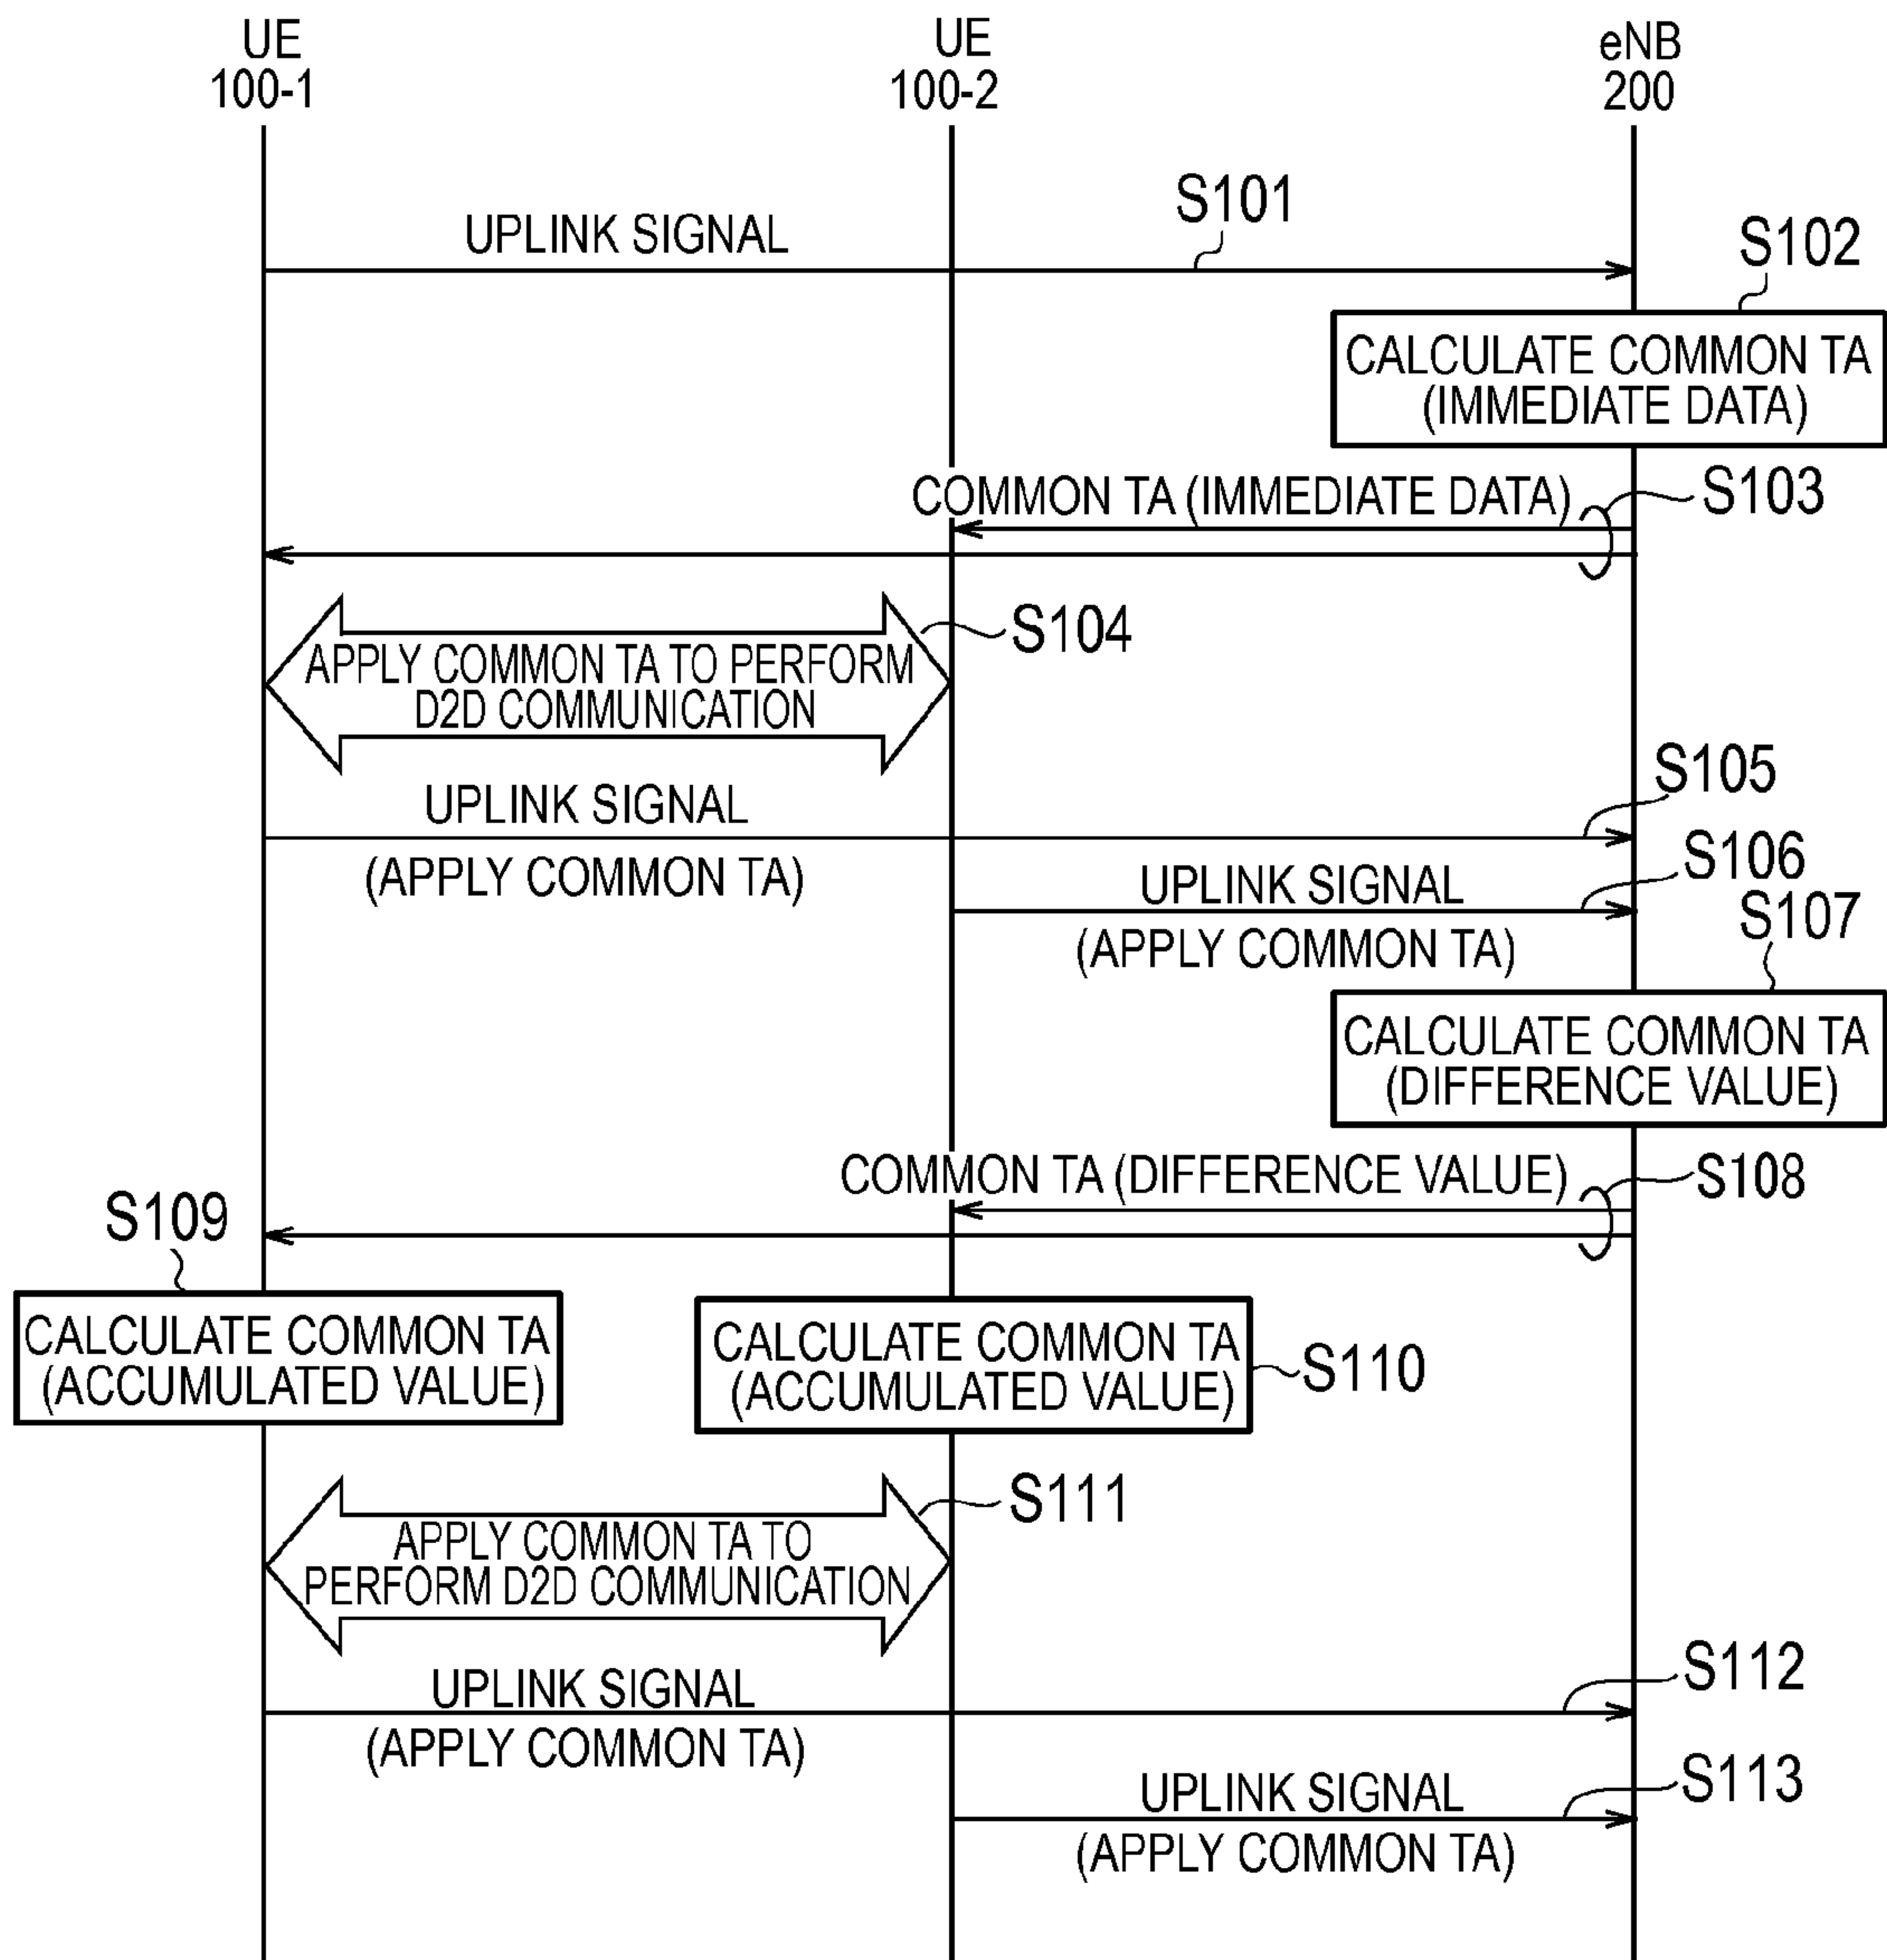 UE
100-1
UE
100-2
eNB
200
S101
UPLINK SIGNAL
S102
CALCULATE COMMON TA
(IMMEDIATE DATA)
COMMON TA (IMMEDIATE DATA)
S103
S104
APPLY COMMON TA TO PERFORM
D2D COMMUNICATION
S105
UPLINK SIGNAL
(APPLY COMMON TA)
S106
UPLINK SIGNAL
(APPLY COMMON TA)
S107
CALCULATE COMMON TA
(DIFFERENCE VALUE)
COMMON TA (DIFFERENCE VALUE)
S108
S109
CALCULATE COMMON TA
(ACCUMULATED VALUE)
CALCULATE COMMON TA
(ACCUMULATED VALUE)
S110
S111
APPLY COMMON TA TO
PERFORM D2D COMMUNICATION
UPLINK SIGNAL
(APPLY COMMON TA)
S112
UPLINK SIGNAL
(APPLY COMMON TA)
S113